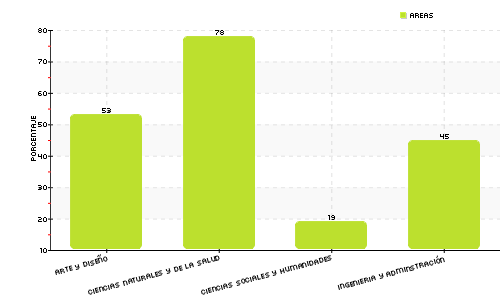 AREAS
80
78
70
60
53
50
45
40
30
20
19
10
PORCENTAJE
ARTE Y DISEÑO
CIENCIAS NATURALES Y DE LA SALUD
CIENCIAS SOCIALES Y HUMANIDADES
INGENIERIA Y ADMINSTRACIÓN